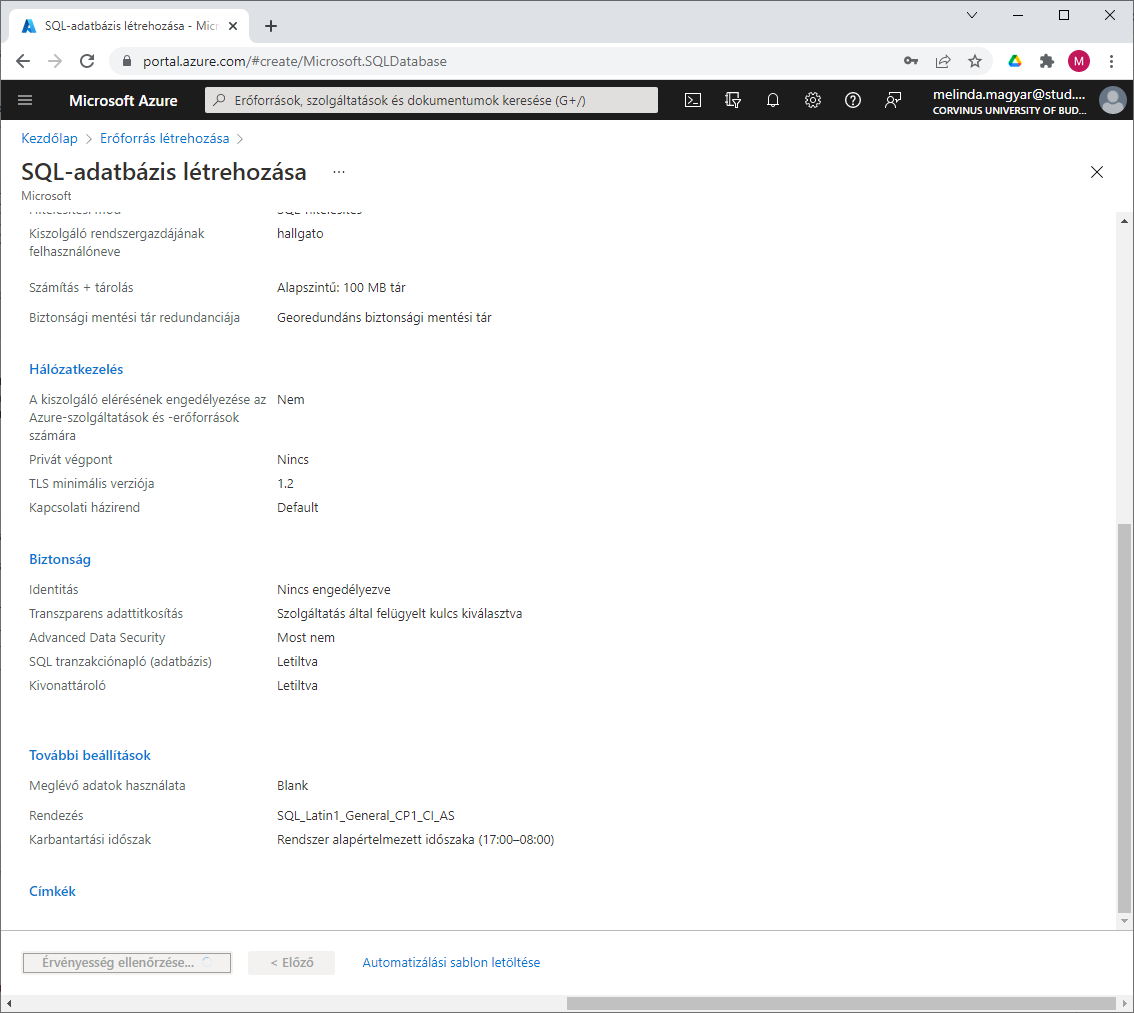 SQL-adatbázis létrehozása - Micr
portal.azure.com/#create/Microsoft.SQLDatabase
M
Microsoft Azure
Erőforrások, szolgáltatások és dokumentumok keresése (G+/)
melinda.magyar@stud....
CORVINUS UNIVERSITY OF BUD...
Kezdőlap > Erőforrás létrehozása >
SQL-adatbázis létrehozása ...
Microsoft
Hitelesítési mód SQL-hitelesítés
Kiszolgáló rendszergazdájának hallgato
felhasználóneve
Számítás + tárolás Alapszintű: 100 MB tár
Biztonsági mentési tár redundanciája Georedundáns biztonsági mentési tár
Hálózatkezelés
A kiszolgáló elérésének engedélyezése az Nem
Azure-szolgáltatások és -erőforrások
számára
Privát végpont Nincs
TLS minimális verziója 1.2
Kapcsolati házirend Default
Biztonság
Identitás Nincs engedélyezve
Transzparens adattitkosítás Szolgáltatás által felügyelt kulcs kiválasztva
Advanced Data Security Most nem
SQL tranzakciónapló (adatbázis) Letiltva
Kivonattároló Letiltva
További beállítások
Meglévő adatok használata Blank
Rendezés SQL_Latin1_General_CP1_CI_AS
Karbantartási időszak Rendszer alapértelmezett időszaka (17:00–08:00)
Címkék
Érvényesség ellenőrzése... < Előző Automatizálási sablon letöltése